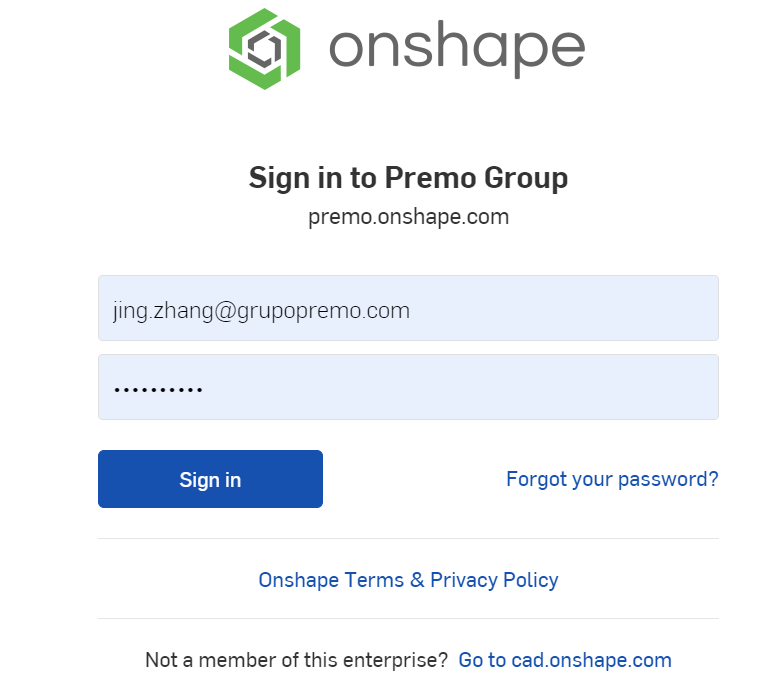 onshape
Sign in to Premo Group
premo.onshape.com
jing.zhang@grupopremo.com
••••••••••
Sign in
Forgot your password?
Onshape Terms & Privacy Policy
Not a member of this enterprise? Go to cad.onshape.com